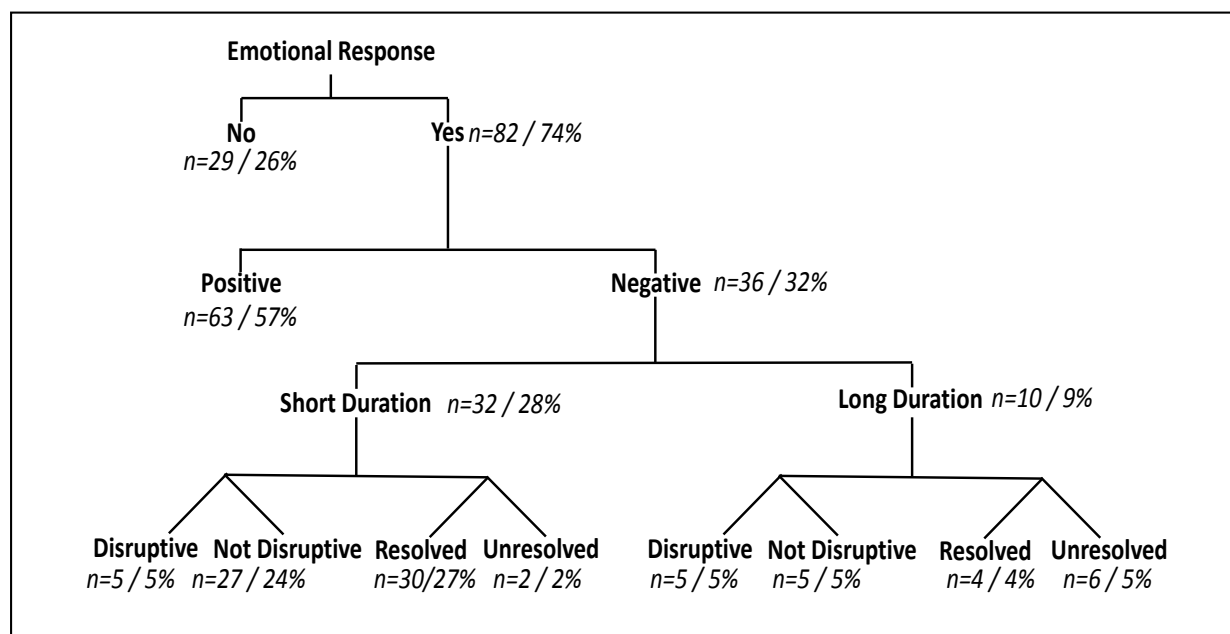 Emotional Response
No
n=29 / 26%
Yes n=82 / 74%
Positive
n=63 / 57%
Negative n=36 / 32%
Short Duration n=32 / 28%
Long Duration n=10 / 9%
Disruptive Not Disruptive Resolved Unresolved Disruptive Not Disruptive Resolved Unresolved
n=5 / 5% n=27 / 24% n=30/27% n=2 / 2% n=5 / 5% n=5 / 5% n=4 / 4% n=6 / 5%